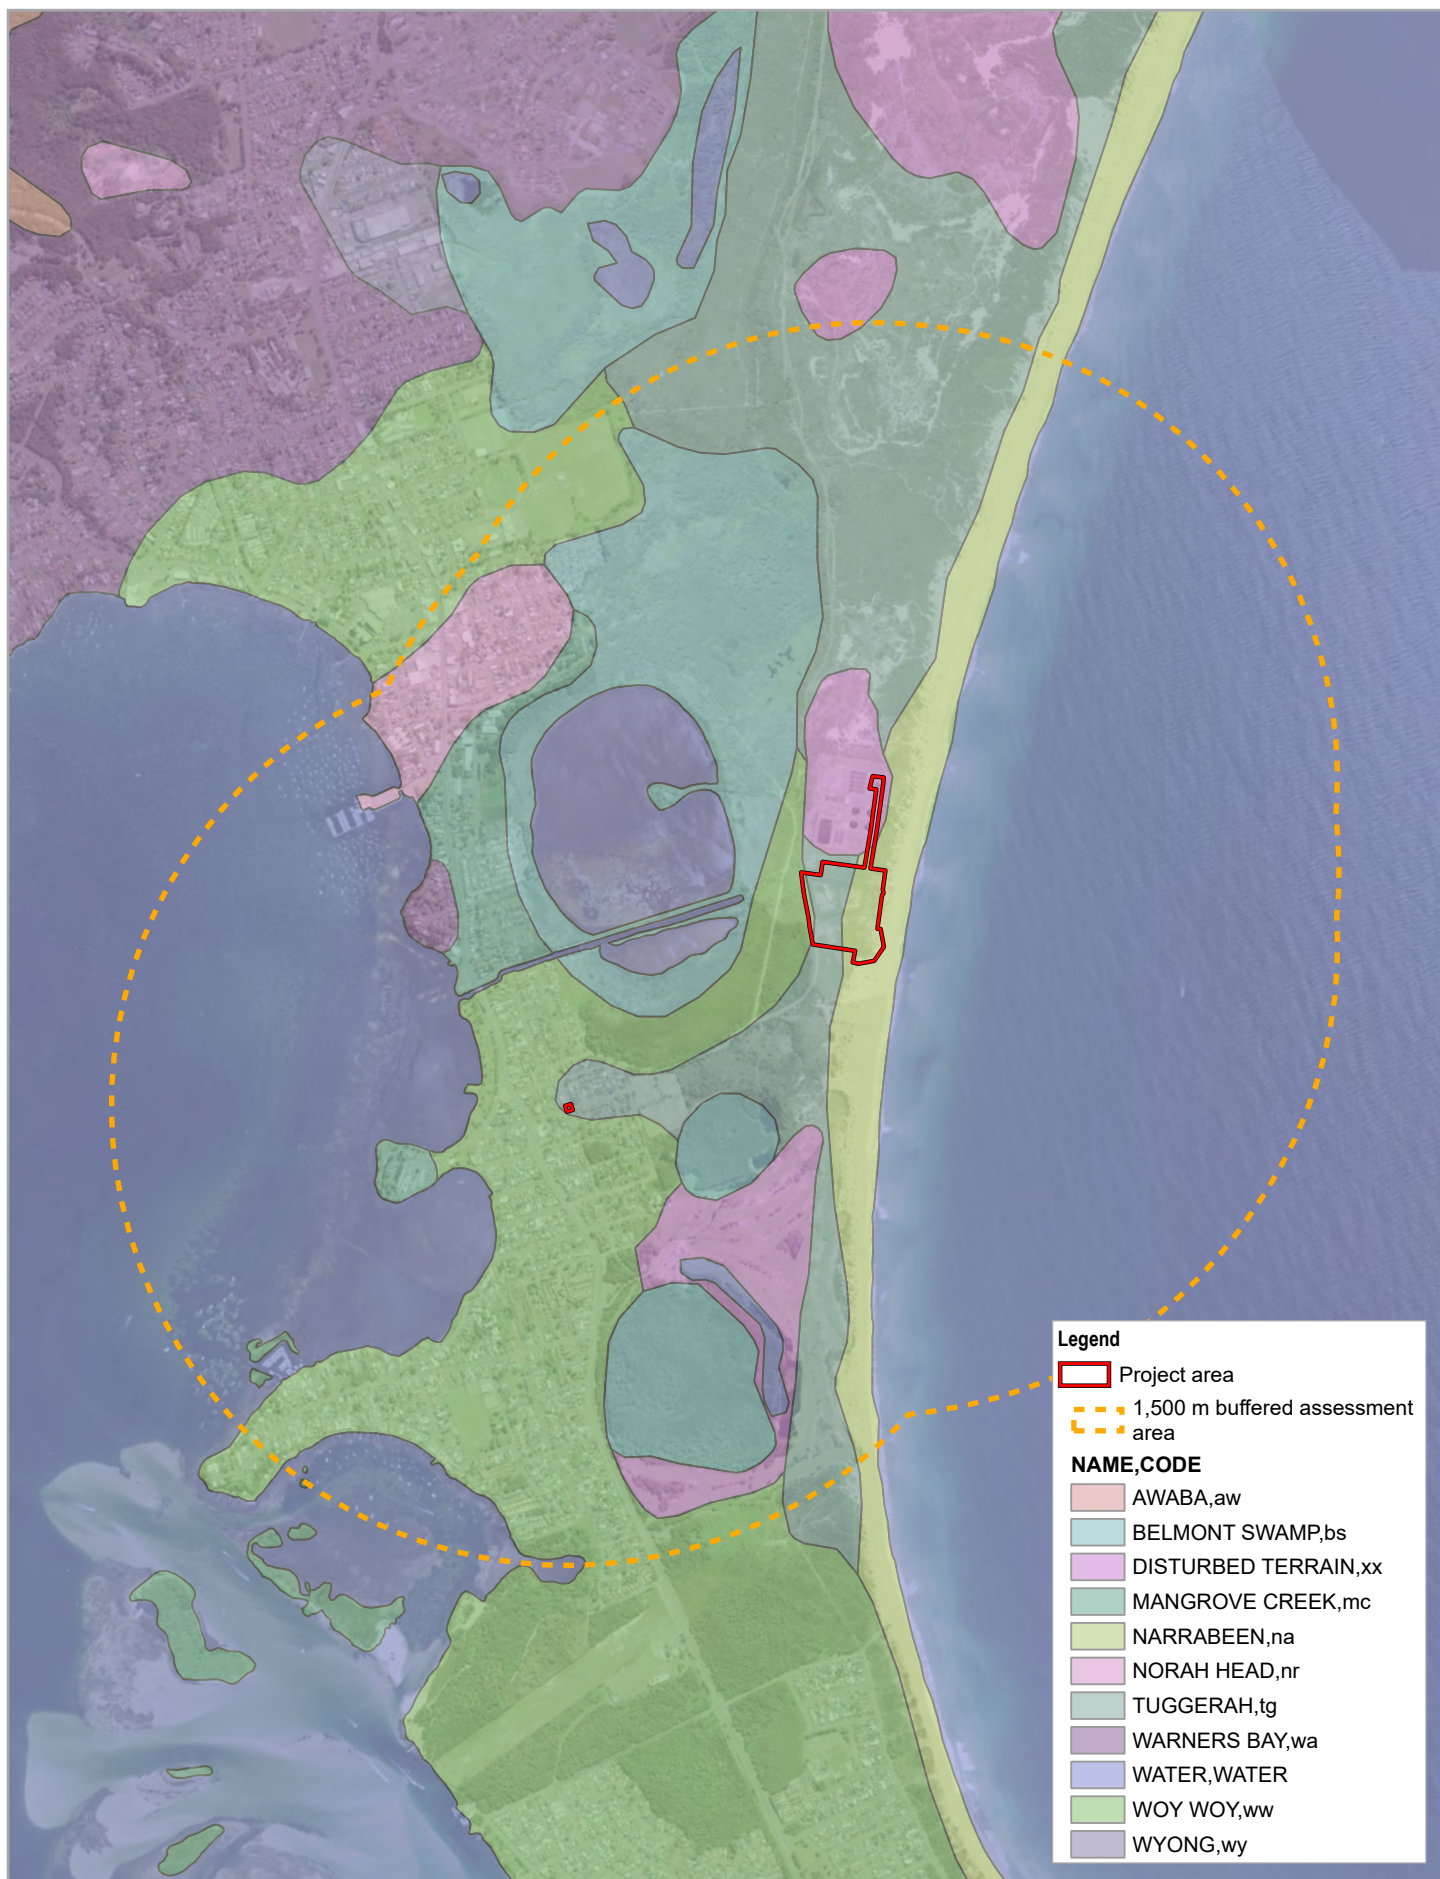 Legend
Project area
1,500 m buffered assessment
area
NAME,CODE
AWABA,aw
BELMONT SWAMP,bs
DISTURBED TERRAIN,xx
MANGROVE CREEK,mc
NARRABEEN,na
NORAH HEAD,nr
TUGGERAH,tg
WARNERS BAY,wa
WATER,WATER
WOY WOY,ww
WYONG,wy